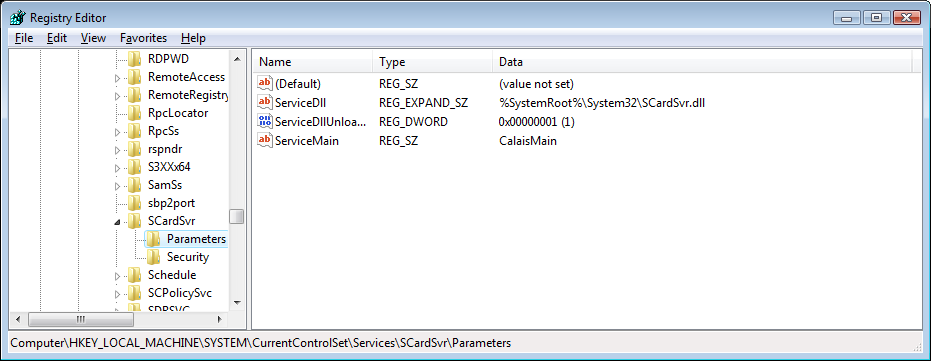 Registry Editor
File Edit View Favorites Help
RDPWD
RemoteAccess
RemoteRegistry
RpcLocator
RpcSs
rspndr
S3XXx64
SamSs
sbp2port
SCardSvr
Parameters
Security
Schedule
SCPolicySvc
SDRSVC
Name Type Data
(Default) REG_SZ (value not set)
ServiceDll REG_EXPAND_SZ %SystemRoot%\System32\SCardSvr.dll
ServiceDllUnloa... REG_DWORD 0x00000001 (1)
ServiceMain REG_SZ CalaisMain
Computer\HKEY_LOCAL_MACHINE\SYSTEM\CurrentControlSet\Services\SCardSvr\Parameters